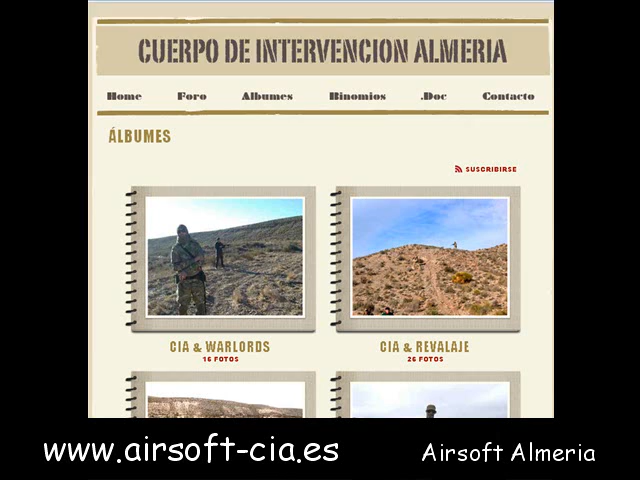 CUERPO DE INTERVENCION ALMERIA
Home Foro Albumes Binomios .Doc Contacto
ÁLBUMES
SUSCRIBIRSE
CIA & WARLORDS CIA & REVALAJE
16 FOTOS 26 FOTOS
www.airsoft-cia.es Airsoft Almeria